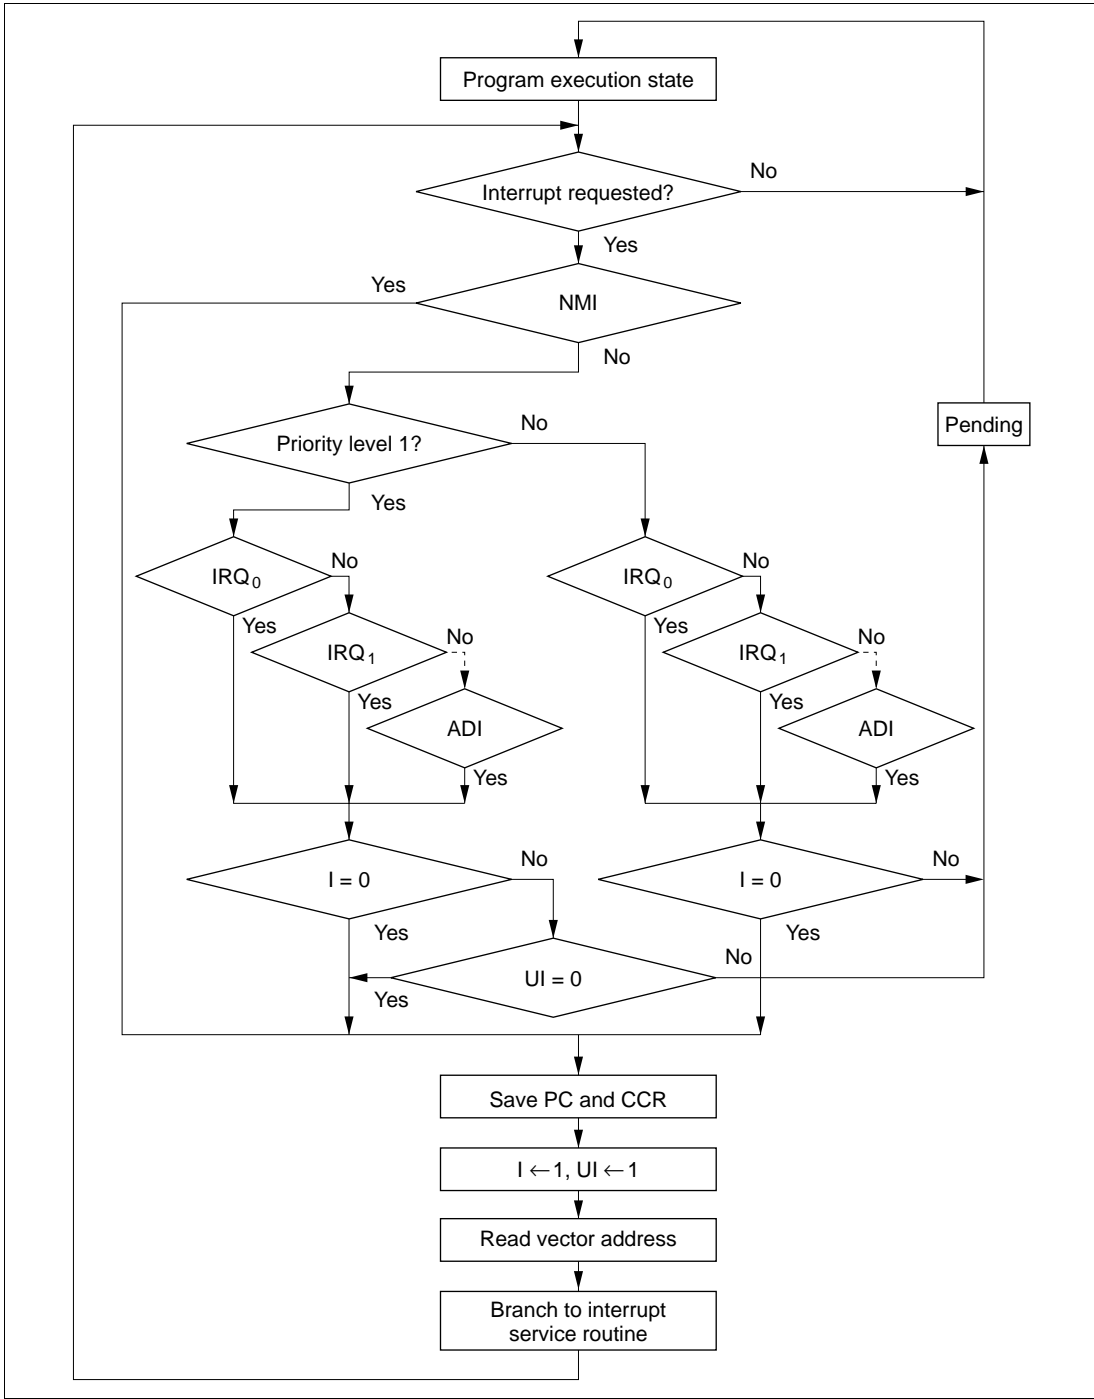 Program execution state
Interrupt requested?
No
Yes
NMI
Yes
No
Pending
Priority level 1?
No
Yes
IRQ0
No
Yes
IRQ1
No
Yes
ADI
Yes
IRQ0
No
Yes
IRQ1
No
Yes
ADI
Yes
I = 0
No
Yes
I = 0
No
Yes
UI = 0
No
Yes
Save PC and CCR
I ← 1, UI ← 1
Read vector address
Branch to interrupt
service routine